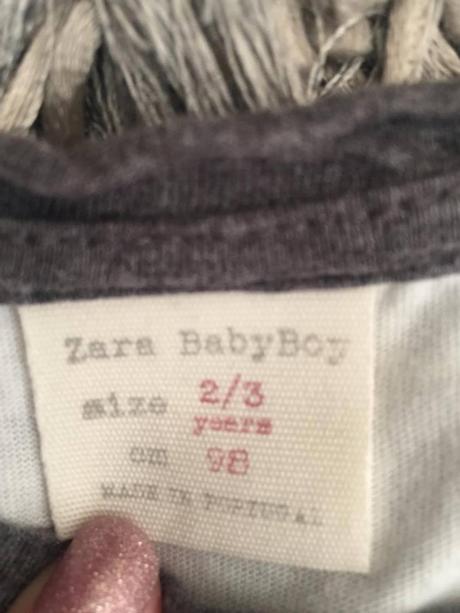 Zara BabyBoy
size 2/3
years
cm 98
MADE IN PORTUGAL